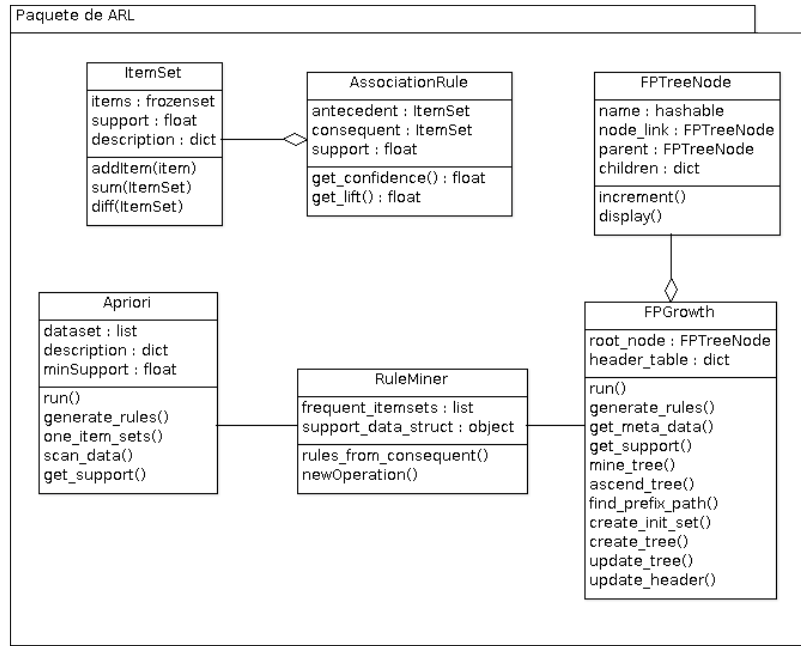 Paquete de ARL
ItemSet
items : frozenset
support : float
description : dict
addItem(item)
sum(ItemSet)
diff(ItemSet)
AssociationRule
antecedent : ItemSet
consequent : ItemSet
support : float
get_confidence() : float
get_lift() : float
FPTreeNode
name : hashable
node_link : FPTreeNode
parent : FPTreeNode
children : dict
increment()
display()
Apriori
dataset : list
description : dict
minSupport : float
run()
generate_rules()
one_item_sets()
scan_data()
get_support()
RuleMiner
frequent_itemsets : list
support_data_struct : object
rules_from_consequent()
newOperation()
FPGrowth
root_node : FPTreeNode
header_table : dict
run()
generate_rules()
get_meta_data()
get_support()
mine_tree()
ascend_tree()
find_prefix_path()
create_init_set()
create_tree()
update_tree()
update_header()